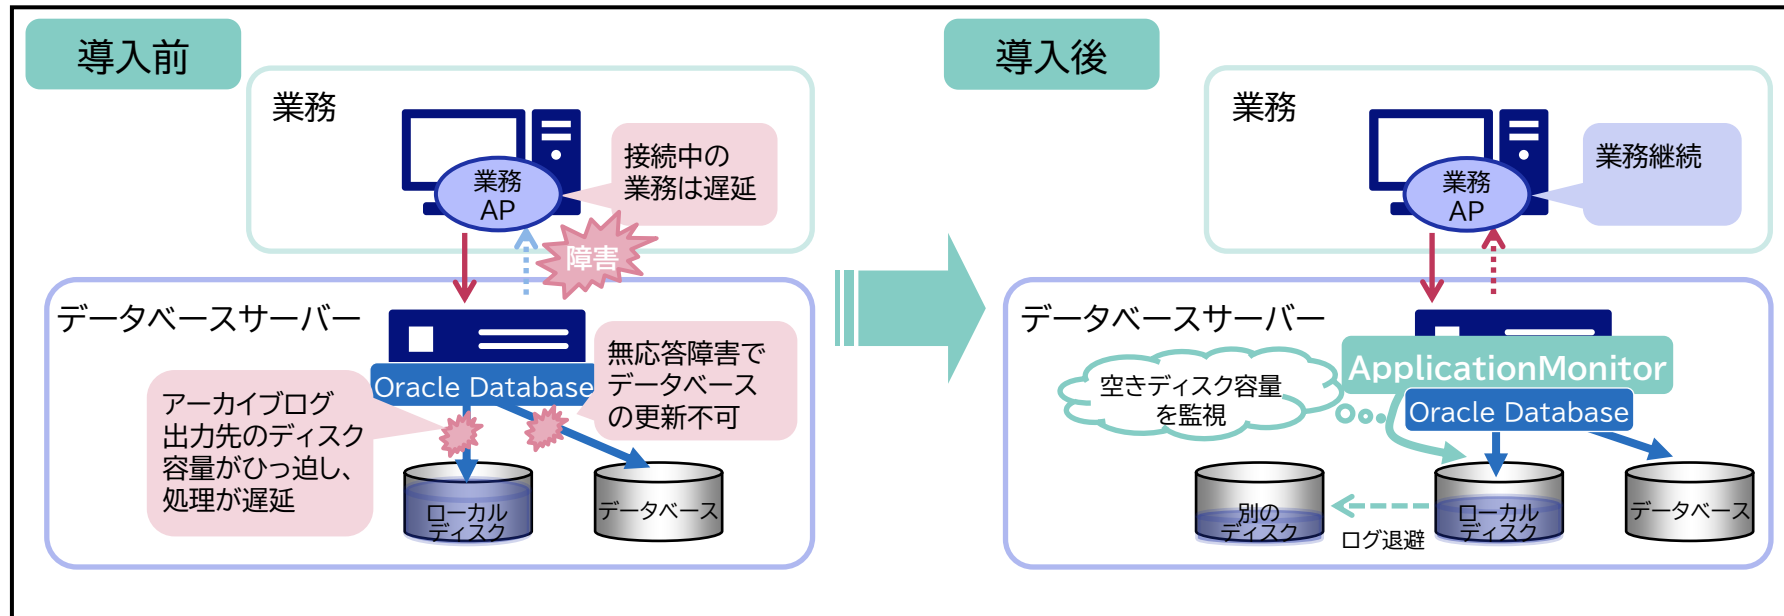 導入前
業務
接続中の
業務は遅延
業務
AP
障害
データベースサーバー
無応答障害で
データベース
の更新不可
Oracle Database
アーカイブログ
出力先のディスク
容量がひっ迫し、
処理が遅延
ローカル
ディスク
データベース
導入後
業務
業務継続
業務
AP
データベースサーバー
ApplicationMonitor
空きディスク容量
を監視
Oracle Database
別の
ディスク
ログ退避
ローカル
ディスク
データベース